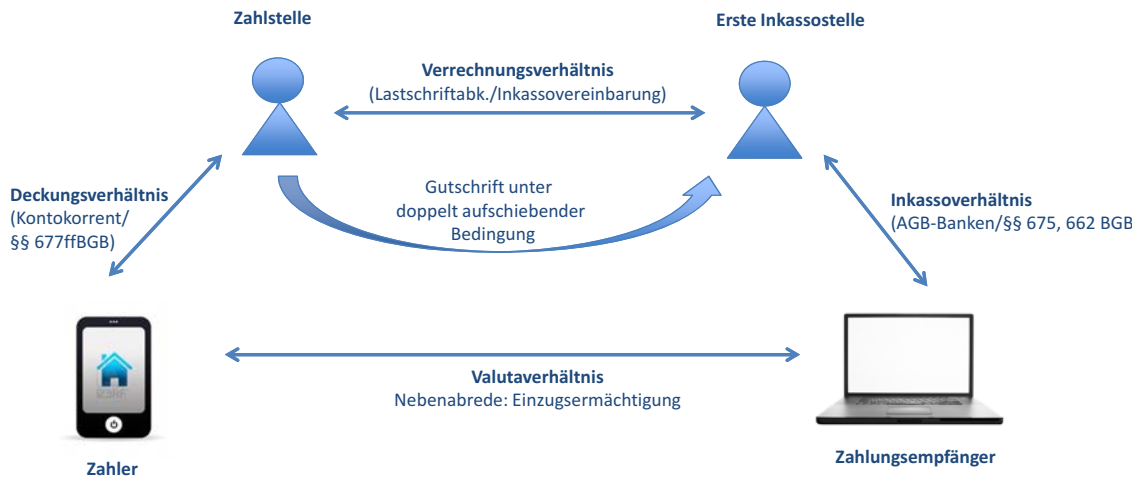 Zahlstelle
Erste Inkassostelle
Verrechnungsverhältnis
(Lastschriftabk./Inkassovereinbarung)
Deckungsverhältnis
(Kontokorrent/
§§ 677ffBGB)
Gutschrift unter
doppelt aufschiebender
Bedingung
Inkassoverhältnis
(AGB-Banken/§§ 675, 662 BGB
Valutaverhältnis
Nebenabrede: Einzugsermächtigung
Zahler
Zahlungsempfänger